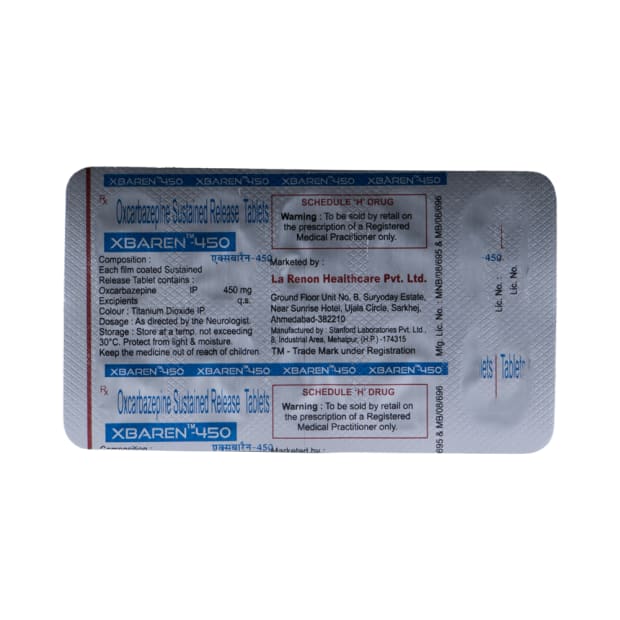 XBAREN-450 XBAREN™-450 XBAREN™-450 XBAREN™-450
Rx
Oxcarbazepine Sustained Release Tablets
XBAREN™-450
एक्सबारैन-450
Composition :
Each film coated Sustained
Release Tablet contains :
Oxcarbazepine IP 450 mg
Excipients q.s.
Colour : Titanium Dioxide IP
Dosage : As directed by the Neurologist.
Storage : Store at a temp. not exceeding
30°C. Protect from light & moisture.
Keep the medicine out of reach of children
SCHEDULE 'H' DRUG
Warning : To be sold by retail on
the prescription of a Registered
Medical Practitioner only.
Marketed by :
La Renon Healthcare Pvt. Ltd.
Ground Floor Unit No. B, Suryoday Estate,
Near Sunrise Hotel, Ujala Circle, Sarkhej,
Ahmedabad-382210
Manufactured by : Stanford Laboratories Pvt. Ltd.
8, Industrial Area, Mehatpur, (H.P.) -174315
TM - Trade Mark under Registration
Mfg. Lic. No. : MNB/08/695 & MB/08/696
450
Lic. No. :
Lic. No.
lets Tablet
XBAREN-450 XBAREN™-450 XBAREN™-450 XBAREN™-450
Rx
Oxcarbazepine Sustained Release Tablets
XBAREN™-450
एक्सबारैन-450
Composition :
SCHEDULE 'H' DRUG
Warning : To be sold by retail on
the prescription of a Registered
Medical Practitioner only.
Marketed by :
695 & MB/08/696